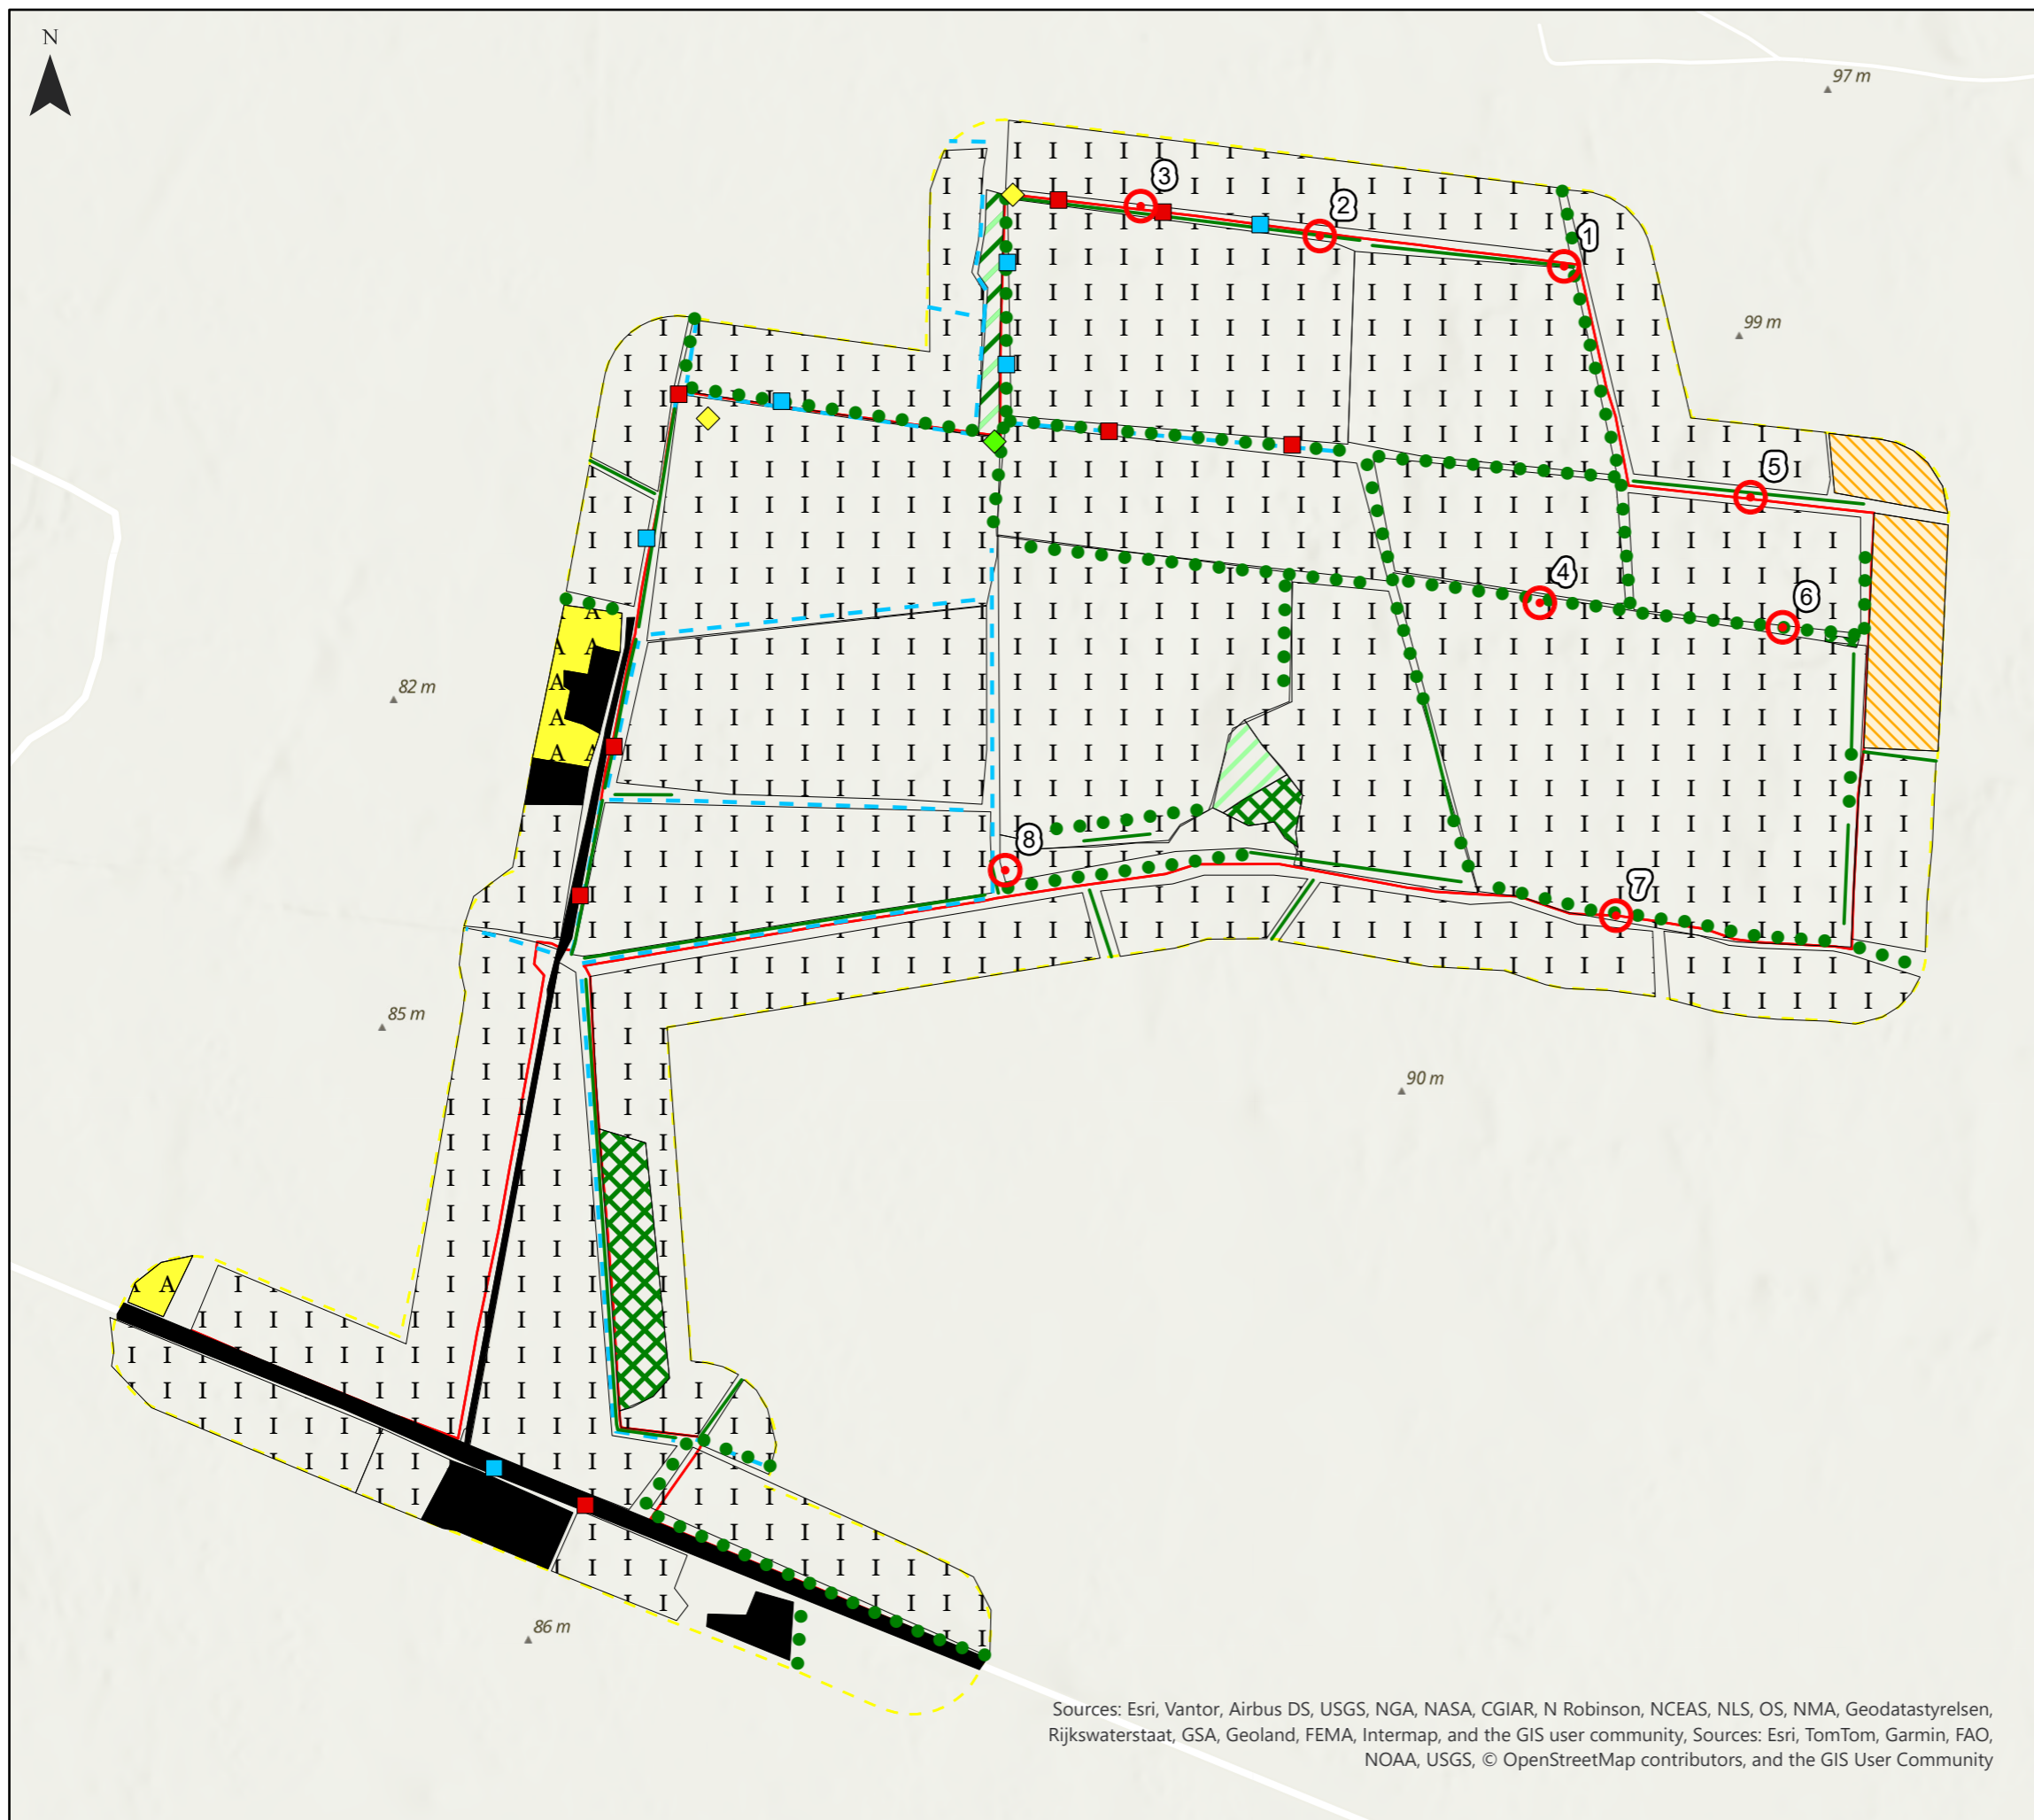 N
97 m
3
2
1
99 m
5
4
6
82 m
8
7
85 m
90 m
86 m
Sources: Esri, Vantor, Airbus DS, USGS, NGA, NASA, CGIAR, N Robinson, NCEAS, NLS, OS, NMA, Geodatastyrelsen,
Rijkswaterstaat, GSA, Geoland, FEMA, Intermap, and the GIS user community, Sources: Esri, TomTom, Garmin, FAO,
NOAA, USGS, © OpenStreetMap contributors, and the GIS User Community